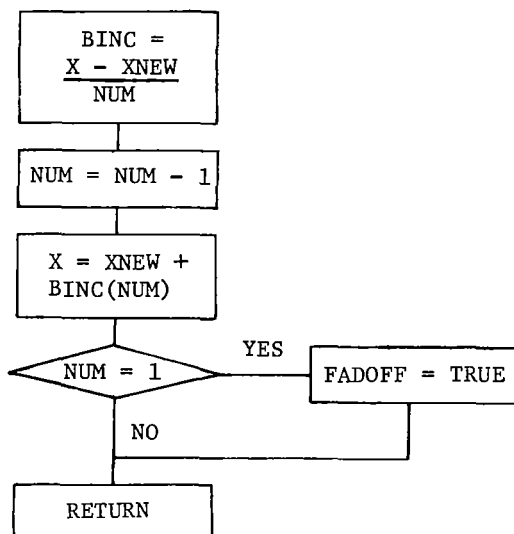 BINC =
X - XNEW
NUM
NUM = NUM - 1
X = XNEW +
BINC(NUM)
NUM = 1
YES
FADOFF = TRUE
NO
RETURN